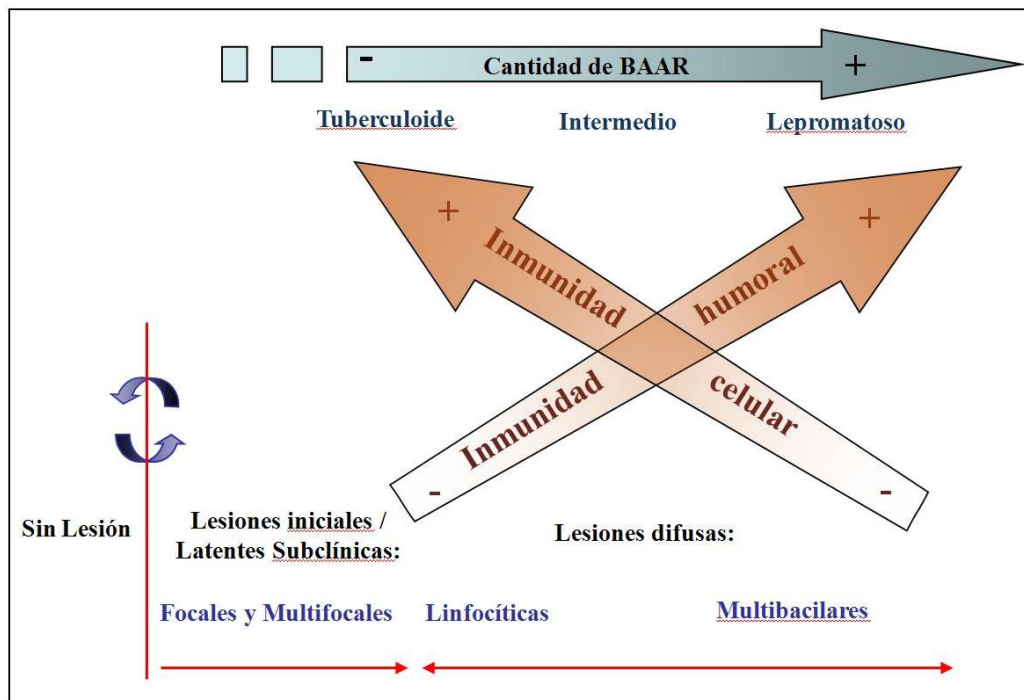 - Cantidad de BAAR +
Tuberculoide Intermedio Lepromatoso
+ Inmunidad celular -
- Inmunidad humoral +
Sin Lesión
Lesiones iniciales /
Latentes Subclínicas:
Lesiones difusas:
Focales y Multifocales Linfocíticas Multibacilares